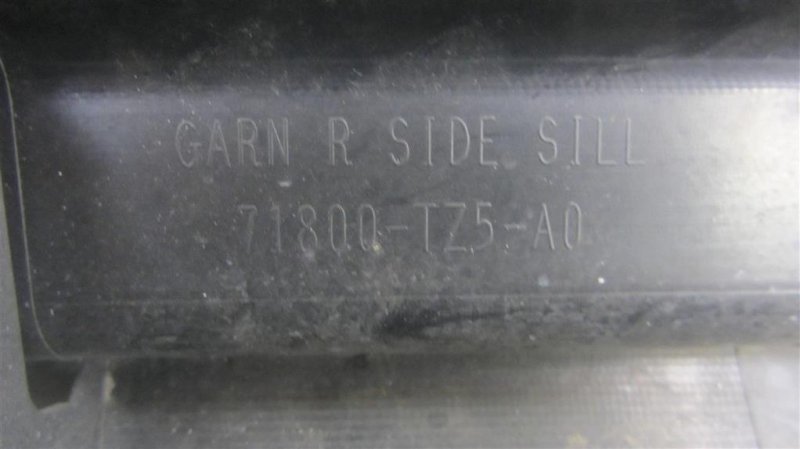 GARN R SIDE SILL
71800-TZ5-A0